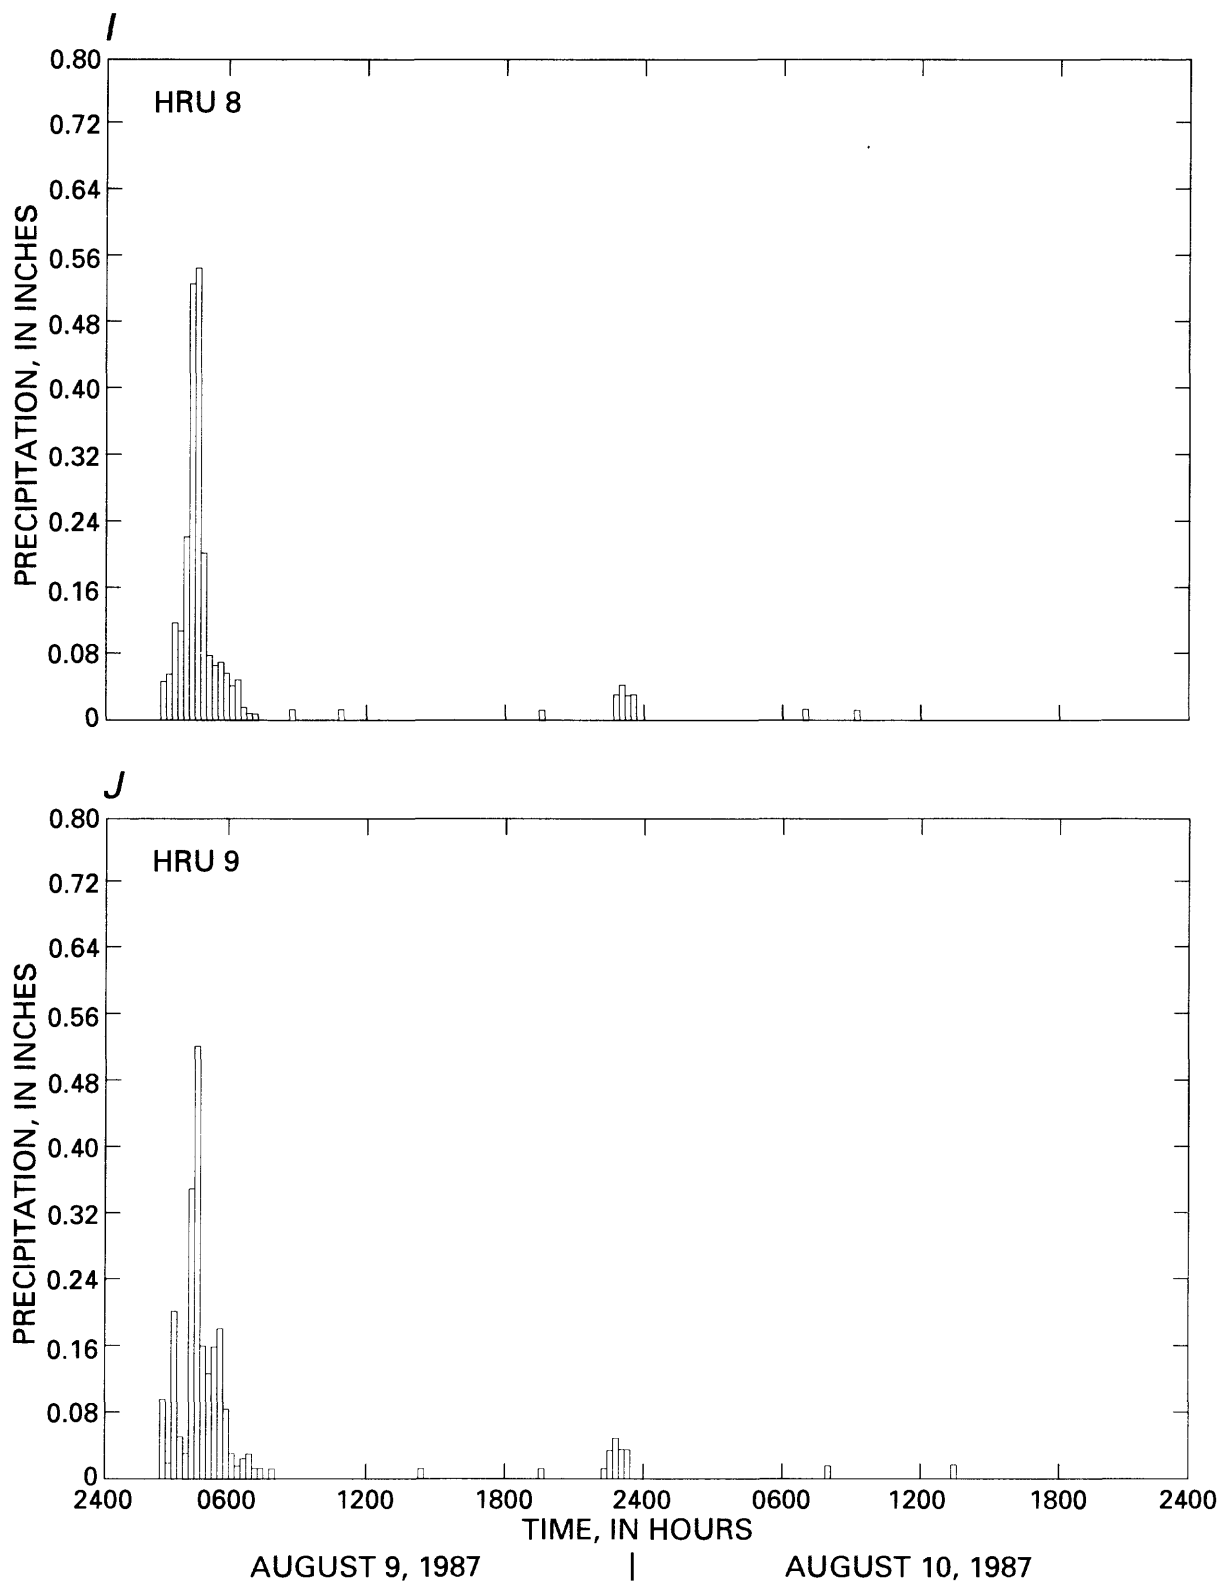 I
0.80
HRU 8
0.72
0.64
0.56
0.48
0.40
0.32
0.24
0.16
0.08
0
PRECIPITATION, IN INCHES
J
0.80
HRU 9
0.72
0.64
0.56
0.48
0.40
0.32
0.24
0.16
0.08
0
PRECIPITATION, IN INCHES
2400 0600 1200 1800 2400 0600 1200 1800 2400
TIME, IN HOURS
AUGUST 9, 1987 | AUGUST 10, 1987